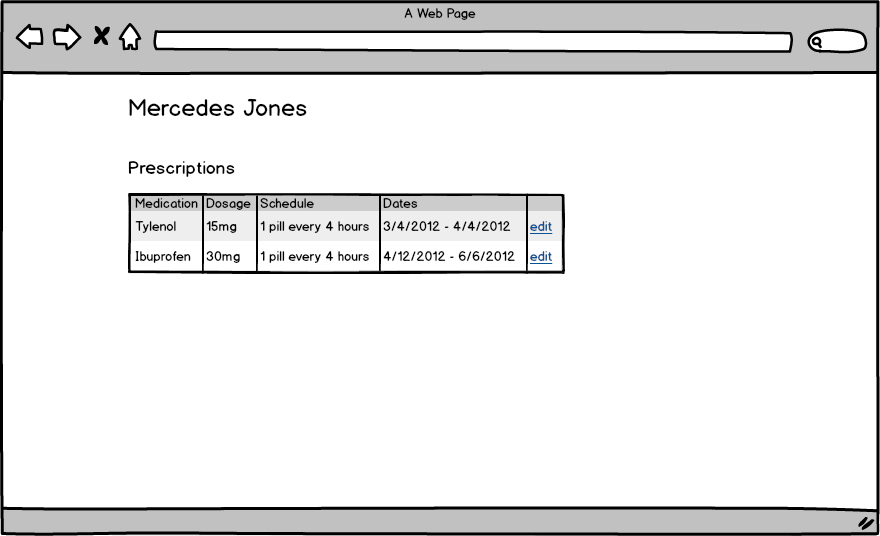 A Web Page
Mercedes Jones
Prescriptions
Medication Dosage Schedule Dates
Tylenol 15mg 1 pill every 4 hours 3/4/2012 - 4/4/2012 edit
Ibuprofen 30mg 1 pill every 4 hours 4/12/2012 - 6/6/2012 edit